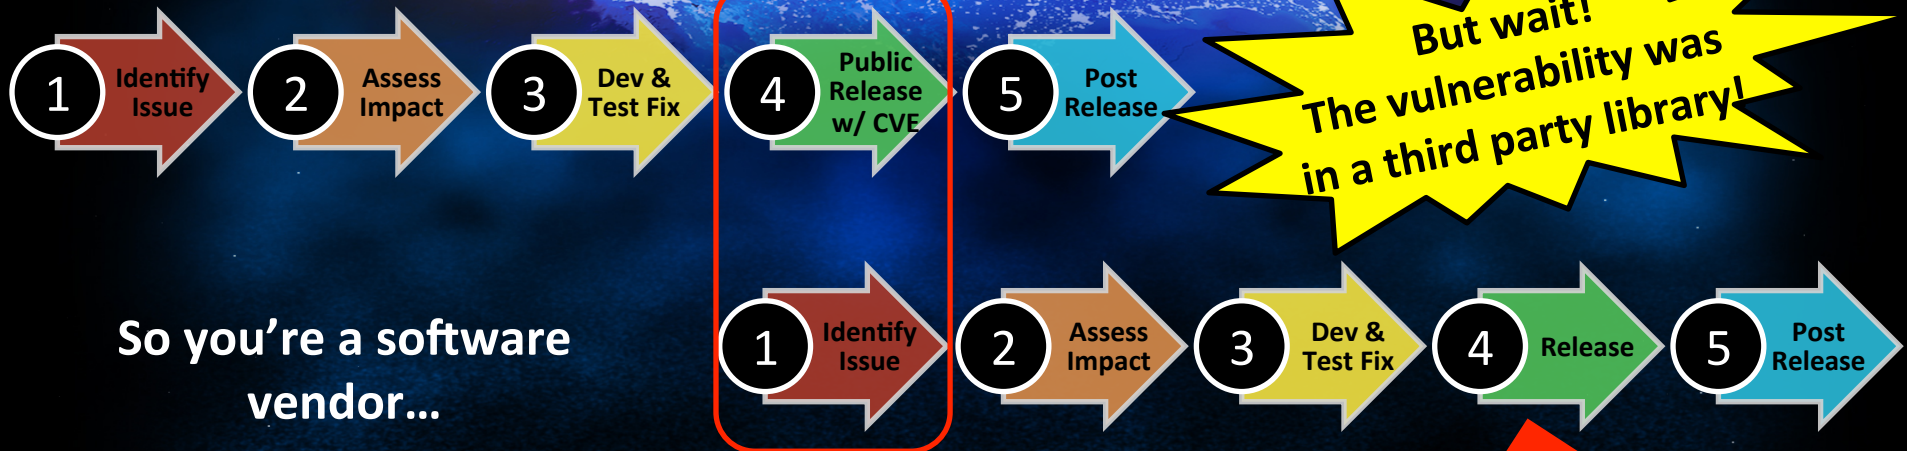 1
Identify
Issue
2
Assess
Impact
3
Dev &
Test Fix
4
Public
Release
w/ CVE
5
Post
Release
But wait!
The vulnerability was
in a third party library!
So you’re a software
vendor…
1
Identify
Issue
2
Assess
Impact
3
Dev &
Test Fix
4
Release
5
Post
Release